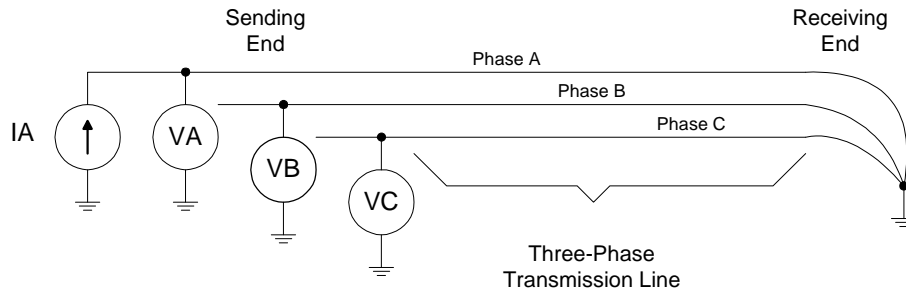 Sending
End
Receiving
End
Phase A
Phase B
Phase C
IA
VA
VB
VC
Three-Phase
Transmission Line